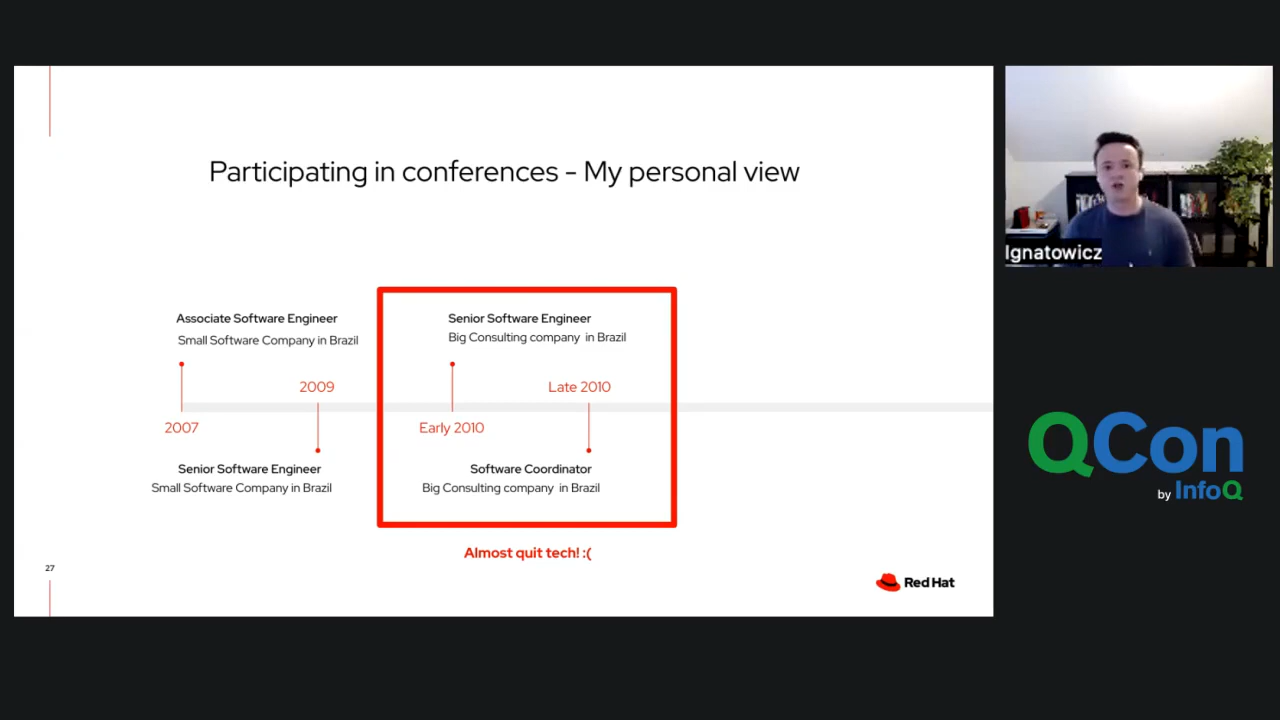 Participating in conferences - My personal view
Associate Software Engineer
Small Software Company in Brazil
Senior Software Engineer
Big Consulting company in Brazil
2009
Late 2010
2007
Early 2010
Senior Software Engineer
Small Software Company in Brazil
Software Coordinator
Big Consulting company in Brazil
Almost quit tech! :(
27
Red Hat
Ignatowicz
QCon
by InfoQ